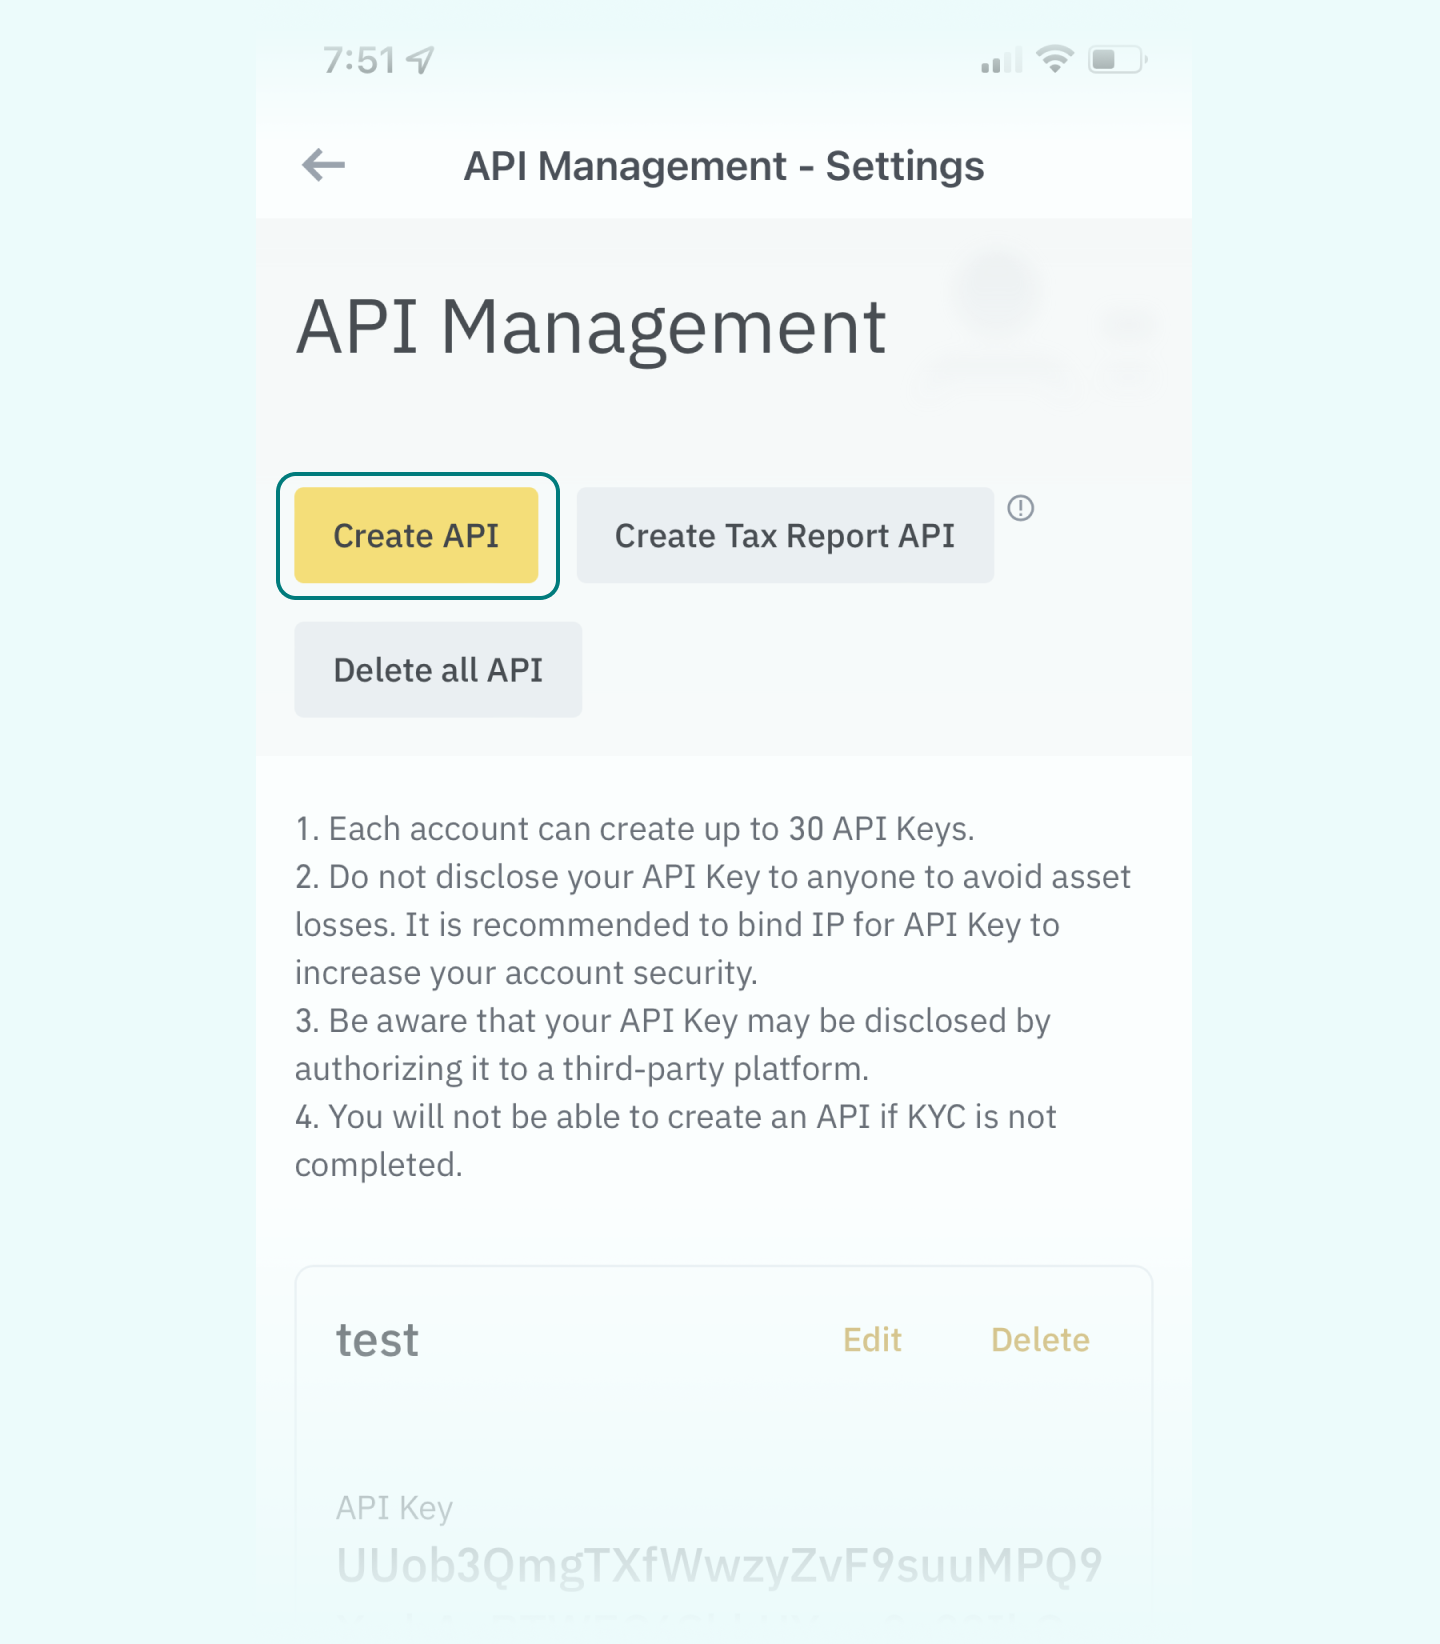 7:51
API Management - Settings
API Management
Create API
Create Tax Report API
Delete all API
1. Each account can create up to 30 API Keys.
2. Do not disclose your API Key to anyone to avoid asset
losses. It is recommended to bind IP for API Key to
increase your account security.
3. Be aware that your API Key may be disclosed by
authorizing it to a third-party platform.
4. You will not be able to create an API if KYC is not
completed.
test
Edit
Delete
API Key
UUob3QmgTXfWwzyZvF9suuMPQ9